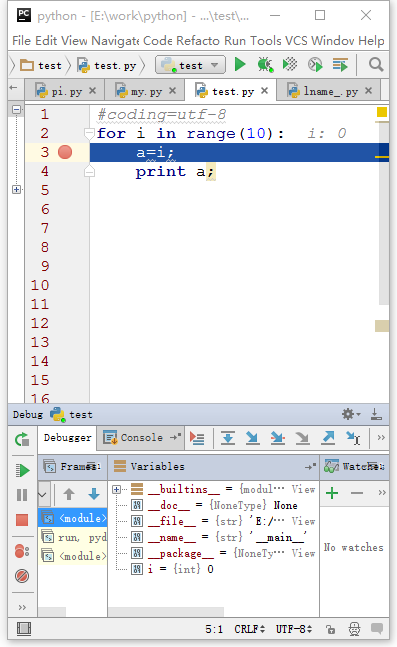 python - [E:\work\python] - ...\test\...
File Edit View Navigate Code Refacto Run Tools VCS Window Help
test test.py test
pi.py my.py test.py lname_.py
1 #coding=utf-8
2 for i in range(10): i: 0
3 a=i;
4 print a;
5
6
7
8
9
10
11
12
13
14
15
16
Debug test
Debugger Console
Frames Variables Watches
<module> __builtins__ = {modul… View
__doc__ = {NoneType} None
run, pyd __file__ = {str} 'E:/… View
<module> __name__ = {str} '__main__'
__package__ = {NoneTy… View
i = {int} 0
No watches
5:1 CRLF UTF-8